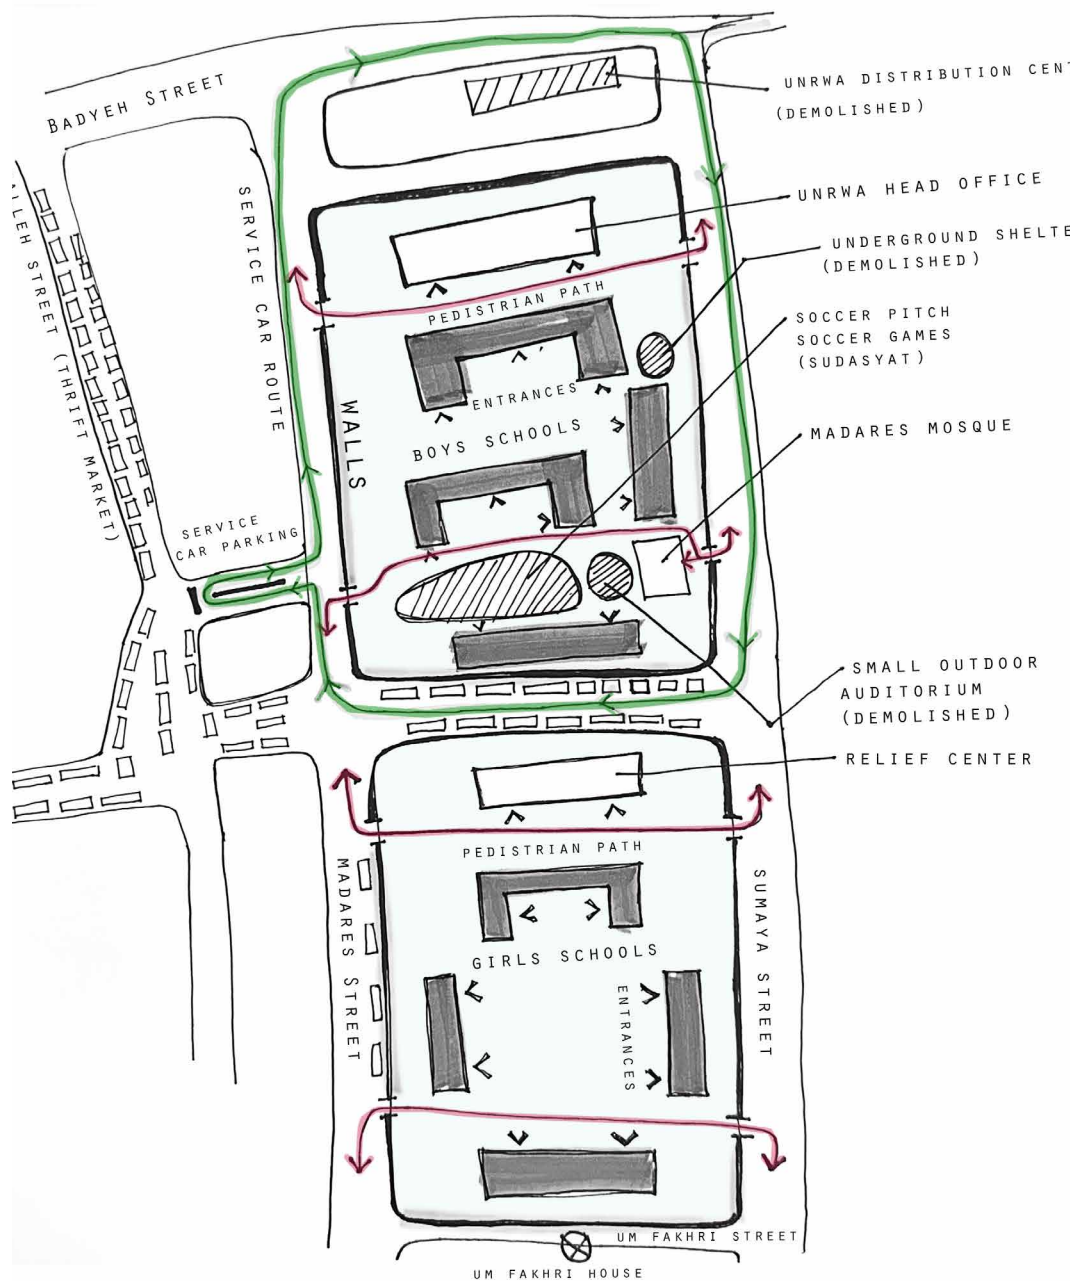 BADYEH STREET
UNRWA DISTRIBUTION CEN
(DEMOLISHED)
UNRWA HEAD OFFICE
UNDERGROUND SHELTE
(DEMOLISHED)
SOCCER PITCH
SOCCER GAMES
(SUDASYAT)
MADARES MOSQUE
SMALL OUTDOOR
AUDITORIUM
(DEMOLISHED)
RELIEF CENTER
LLEH STREET (THRIFT MARKET)
SERVICE CAR ROUTE
SERVICE
CAR PARKING
WALLS
PEDISTRIAN PATH
ENTRANCES
BOYS SCHOOLS
PEDISTRIAN PATH
GIRLS SCHOOLS
ENTRANCES
MADARES STREET
SUMAYA STREET
UM FAKHRI STREET
UM FAKHRI HOUSE